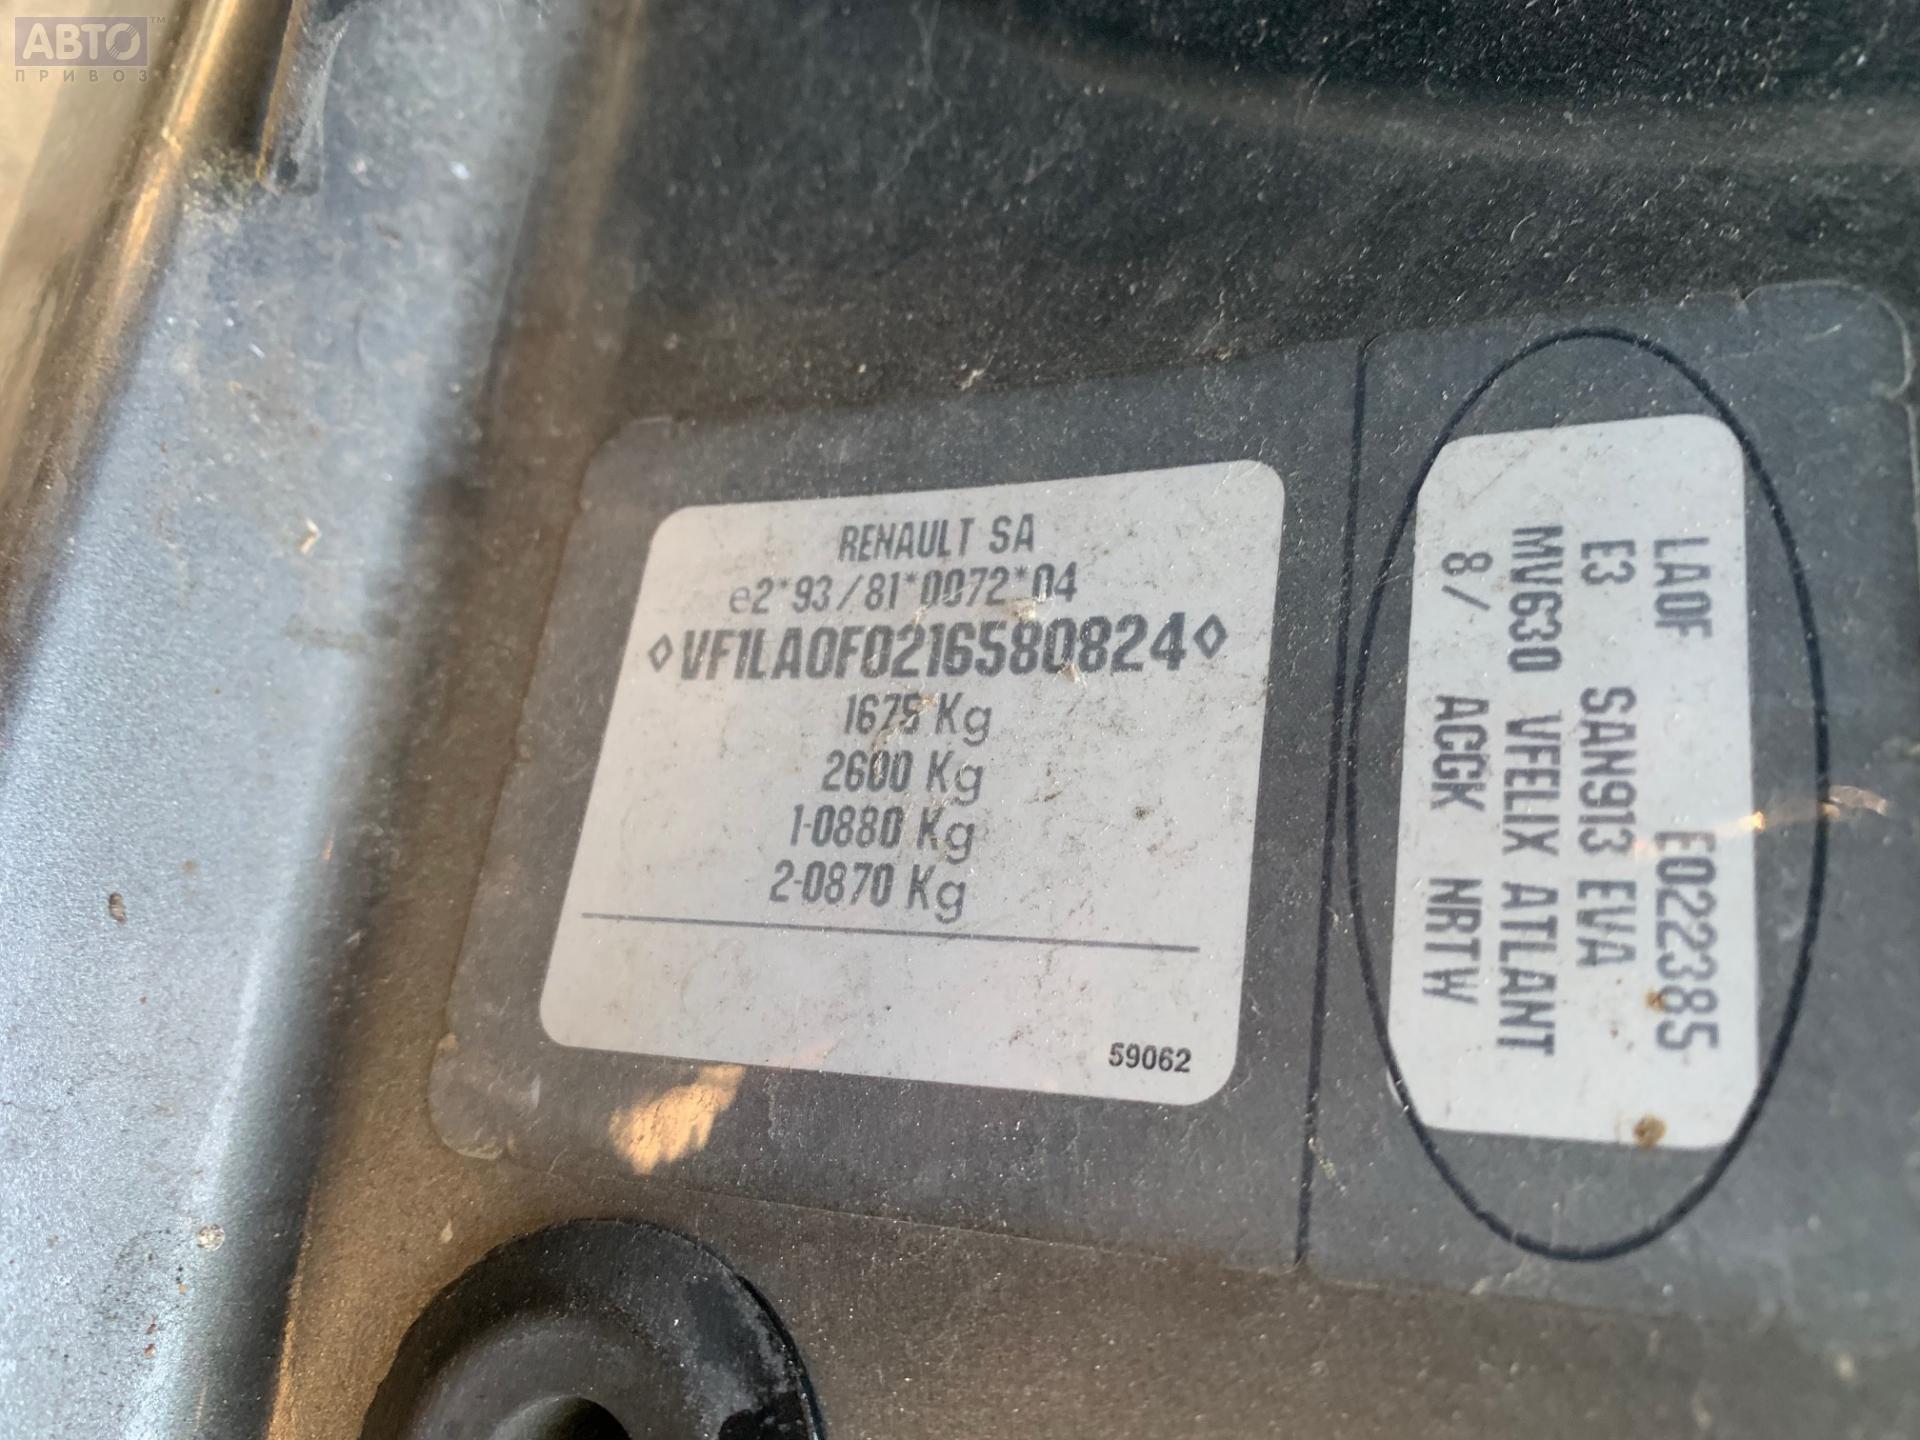 АВТО™
ПРИВОЗ
RENAULT SA
e2*93/81*0072*04
◊VF1LA0F0216580824◊
1675 Kg
2600 Kg
1-0880 Kg
2-0870 Kg
59062
LA0F E022385
E3 SAN913 EVA
MV630 VFELIX ATLANT
8/ ACGK NRTW